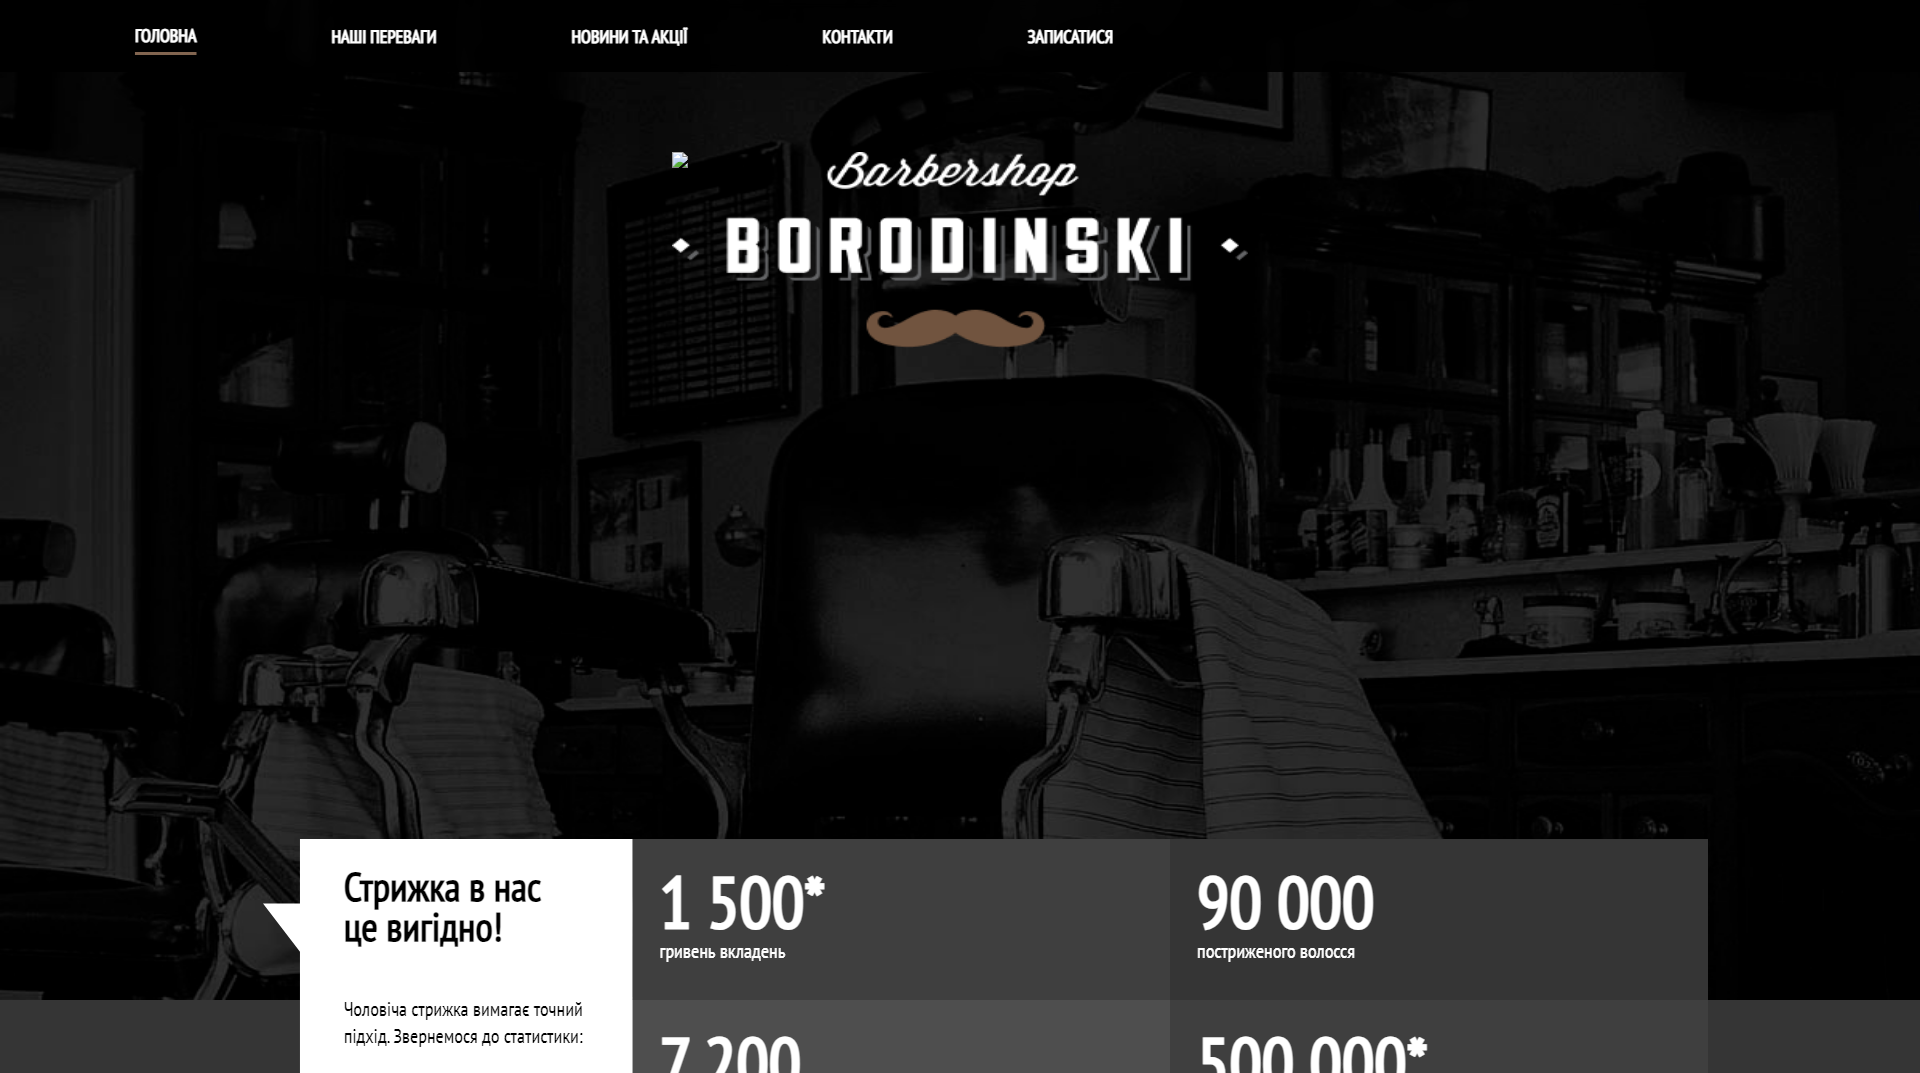 ГОЛОВНА
НАШІ ПЕРЕВАГИ
НОВИНИ ТА АКЦІЇ
КОНТАКТИ
ЗАПИСАТИСЯ
Barbershop
BORODINSKI
Стрижка в нас
це вигідно!
Чоловіча стрижка вимагає точний
підхід. Звернемося до статистики:
1 500*
гривень вкладень
90 000
постриженого волосся
7 200
500 000*